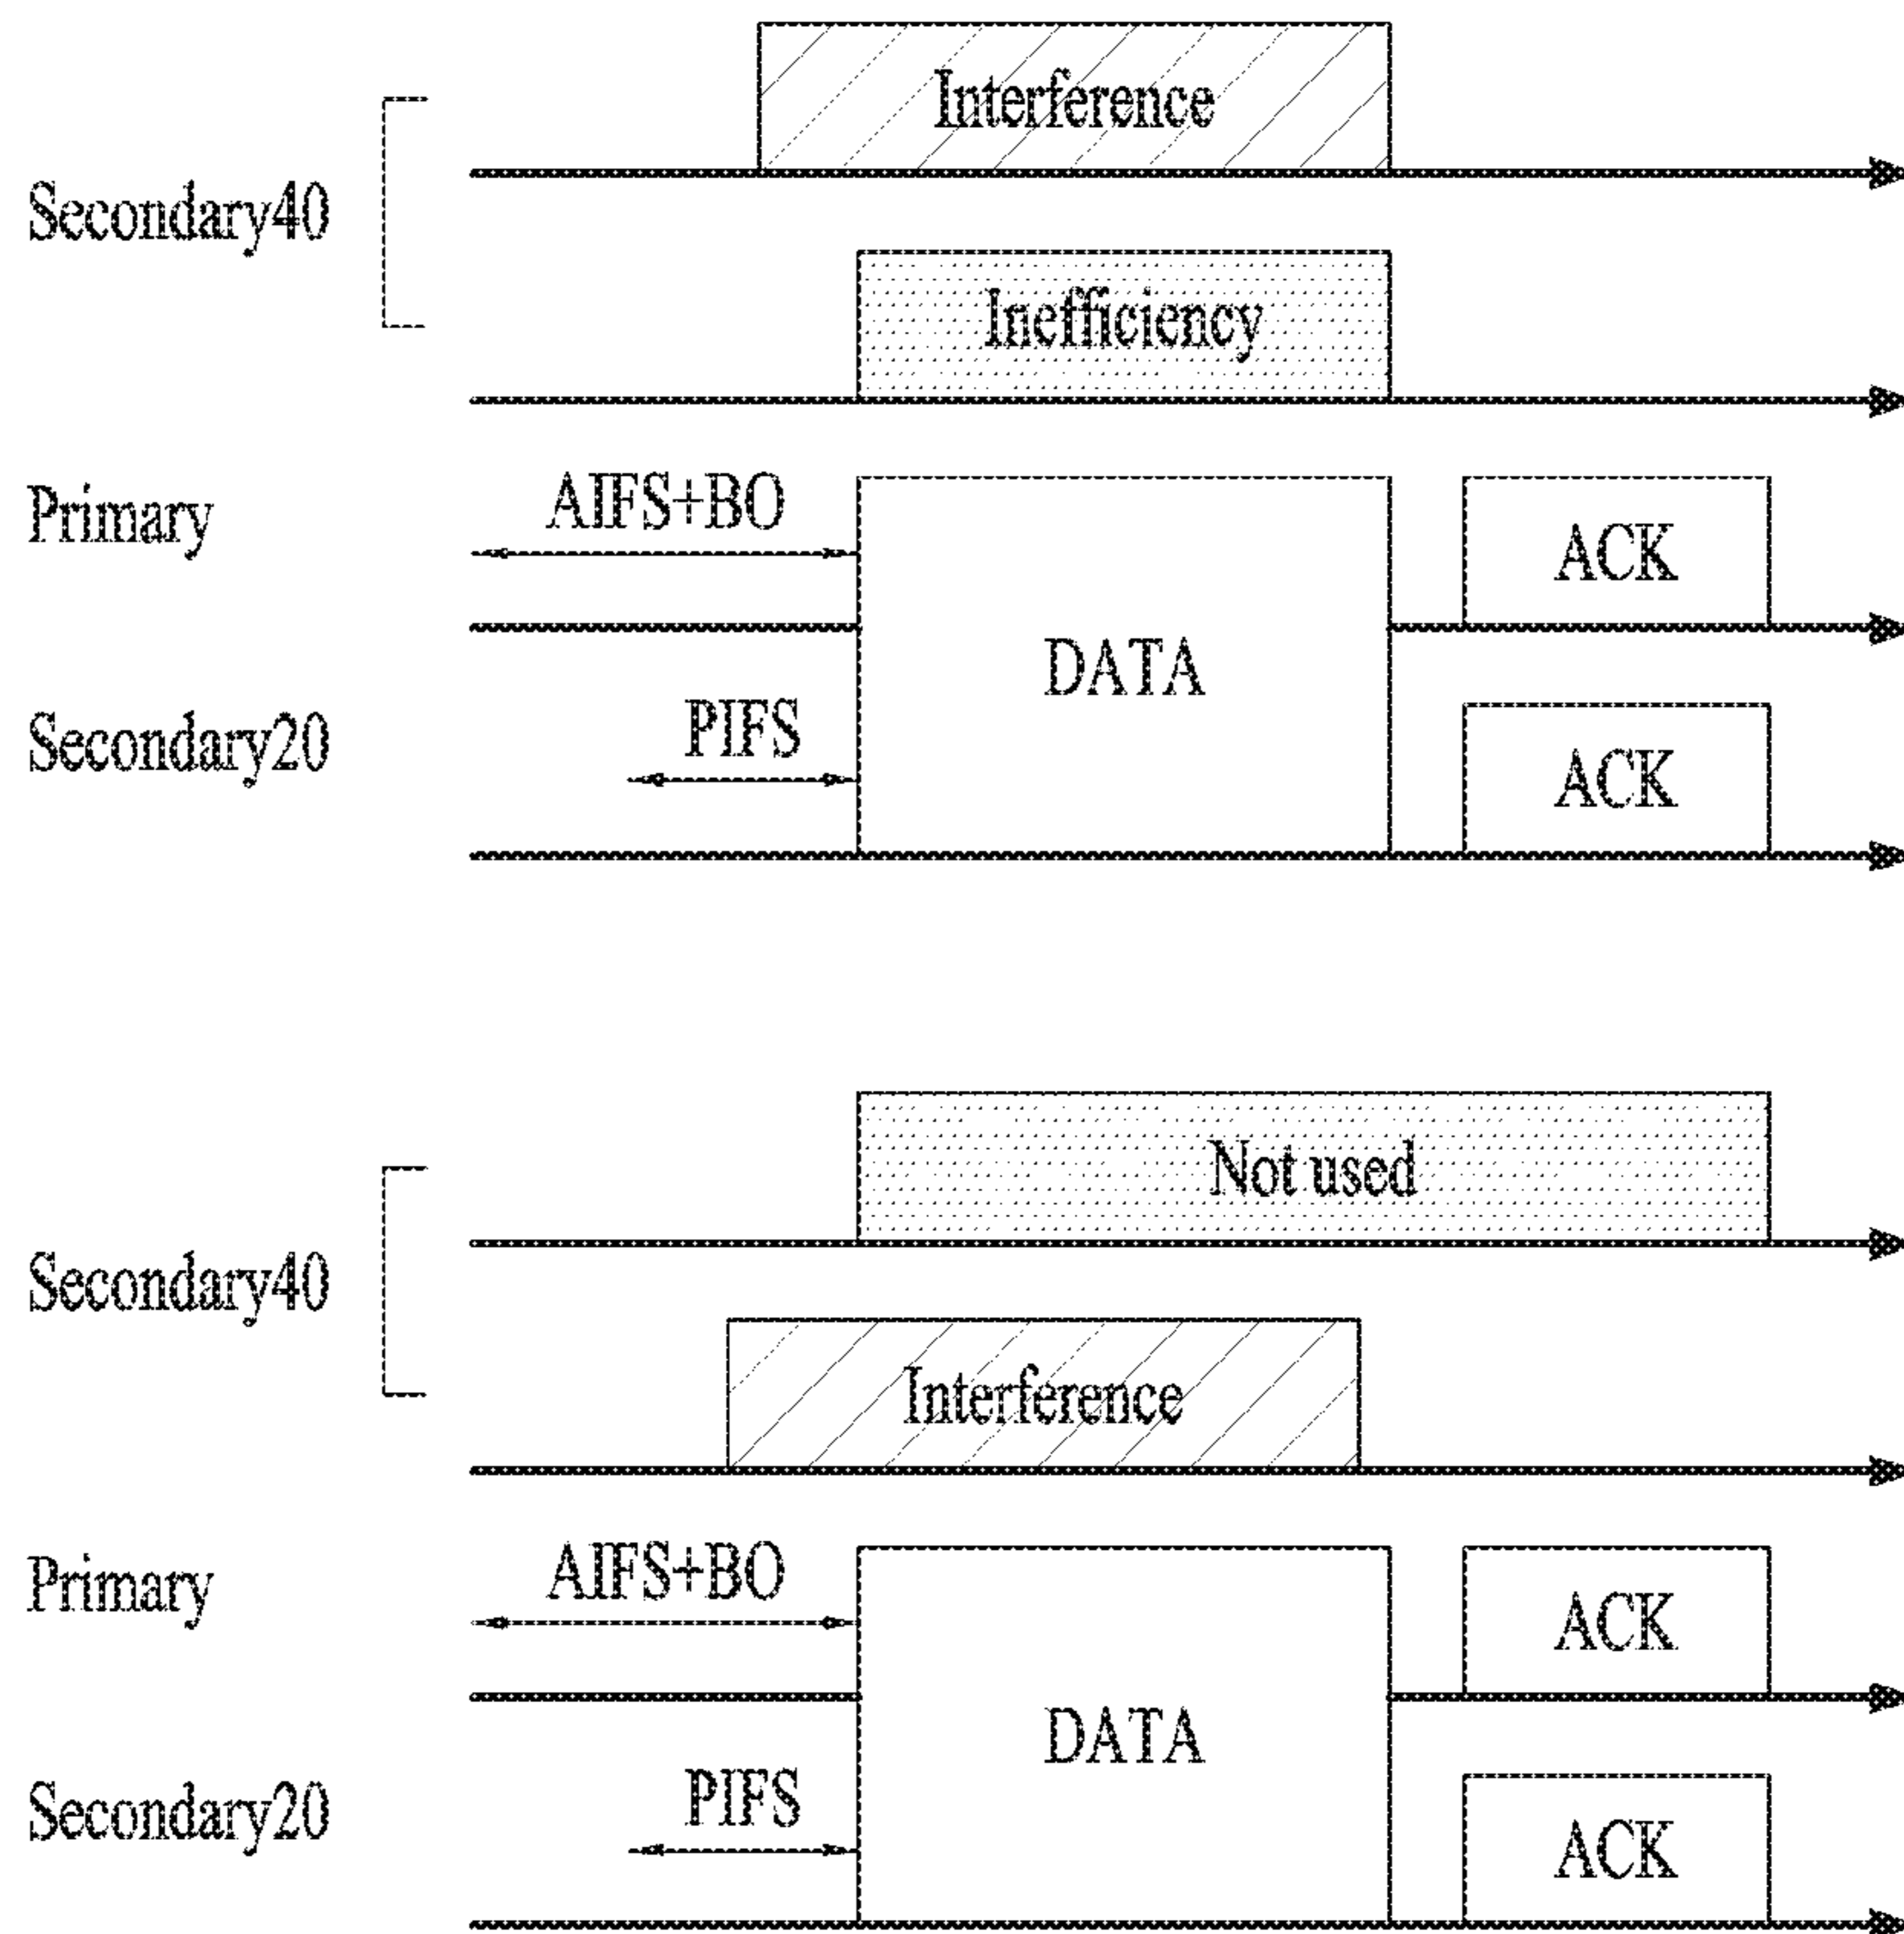 Interference
Secondary40
Inefficiency
Primary
AIFS+BO
ACK
DATA
Secondary20
PIFS
ACK
Not used
Secondary40
Interference
Primary
AIFS+BO
ACK
DATA
Secondary20
PIFS
ACK